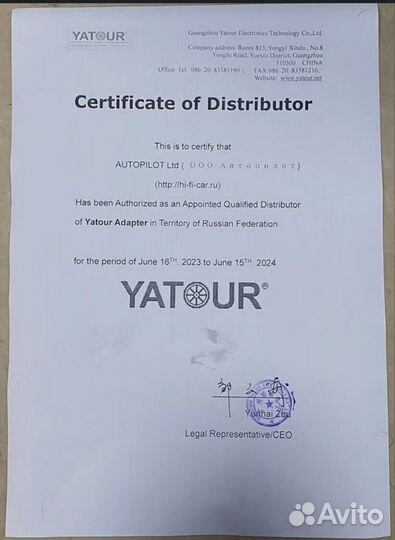 YATOUR
Guangzhou Yatour Electronics Technology Co.,Ltd.
Company address: Room 813, Yongyi Xindu , No.8
Yongfu Road, Yuexiu District, Guangzhou
510500 CHINA
Office Tel: 086 20 83581190 ; FAX:086 20 83581216,
Website: www.yatour.net
Certificate of Distributor
This is to certify that
AUTOPILOT Ltd ( ООО Автопилот)
(http://hi-fi-car.ru)
Has been Authorized as an Appointed Qualified Distributor
of Yatour Adapter in Territory of Russian Federation
for the period of June 16TH. 2023 to June 15TH. 2024
YATOUR®
Yunhai Zou
Legal Representative/CEO
Avito